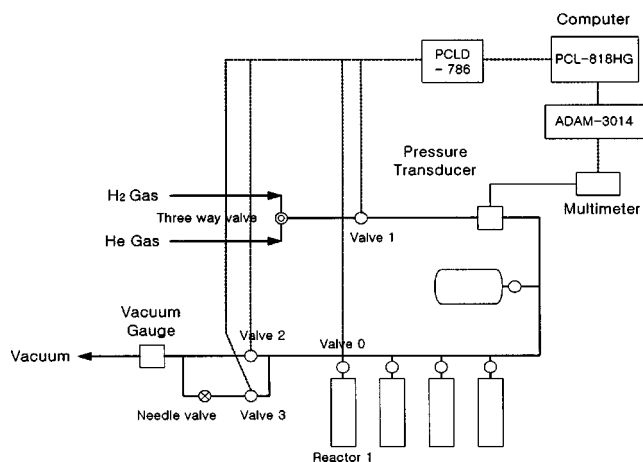 Computer
PCLD
- 786
PCL-818HG
ADAM-3014
Pressure
Transducer
Multimeter
H2 Gas
Three way valve
He Gas
Valve 1
Vacuum
Gauge
Valve 2
Valve 0
Vacuum
Needle valve
Valve 3
Reactor 1